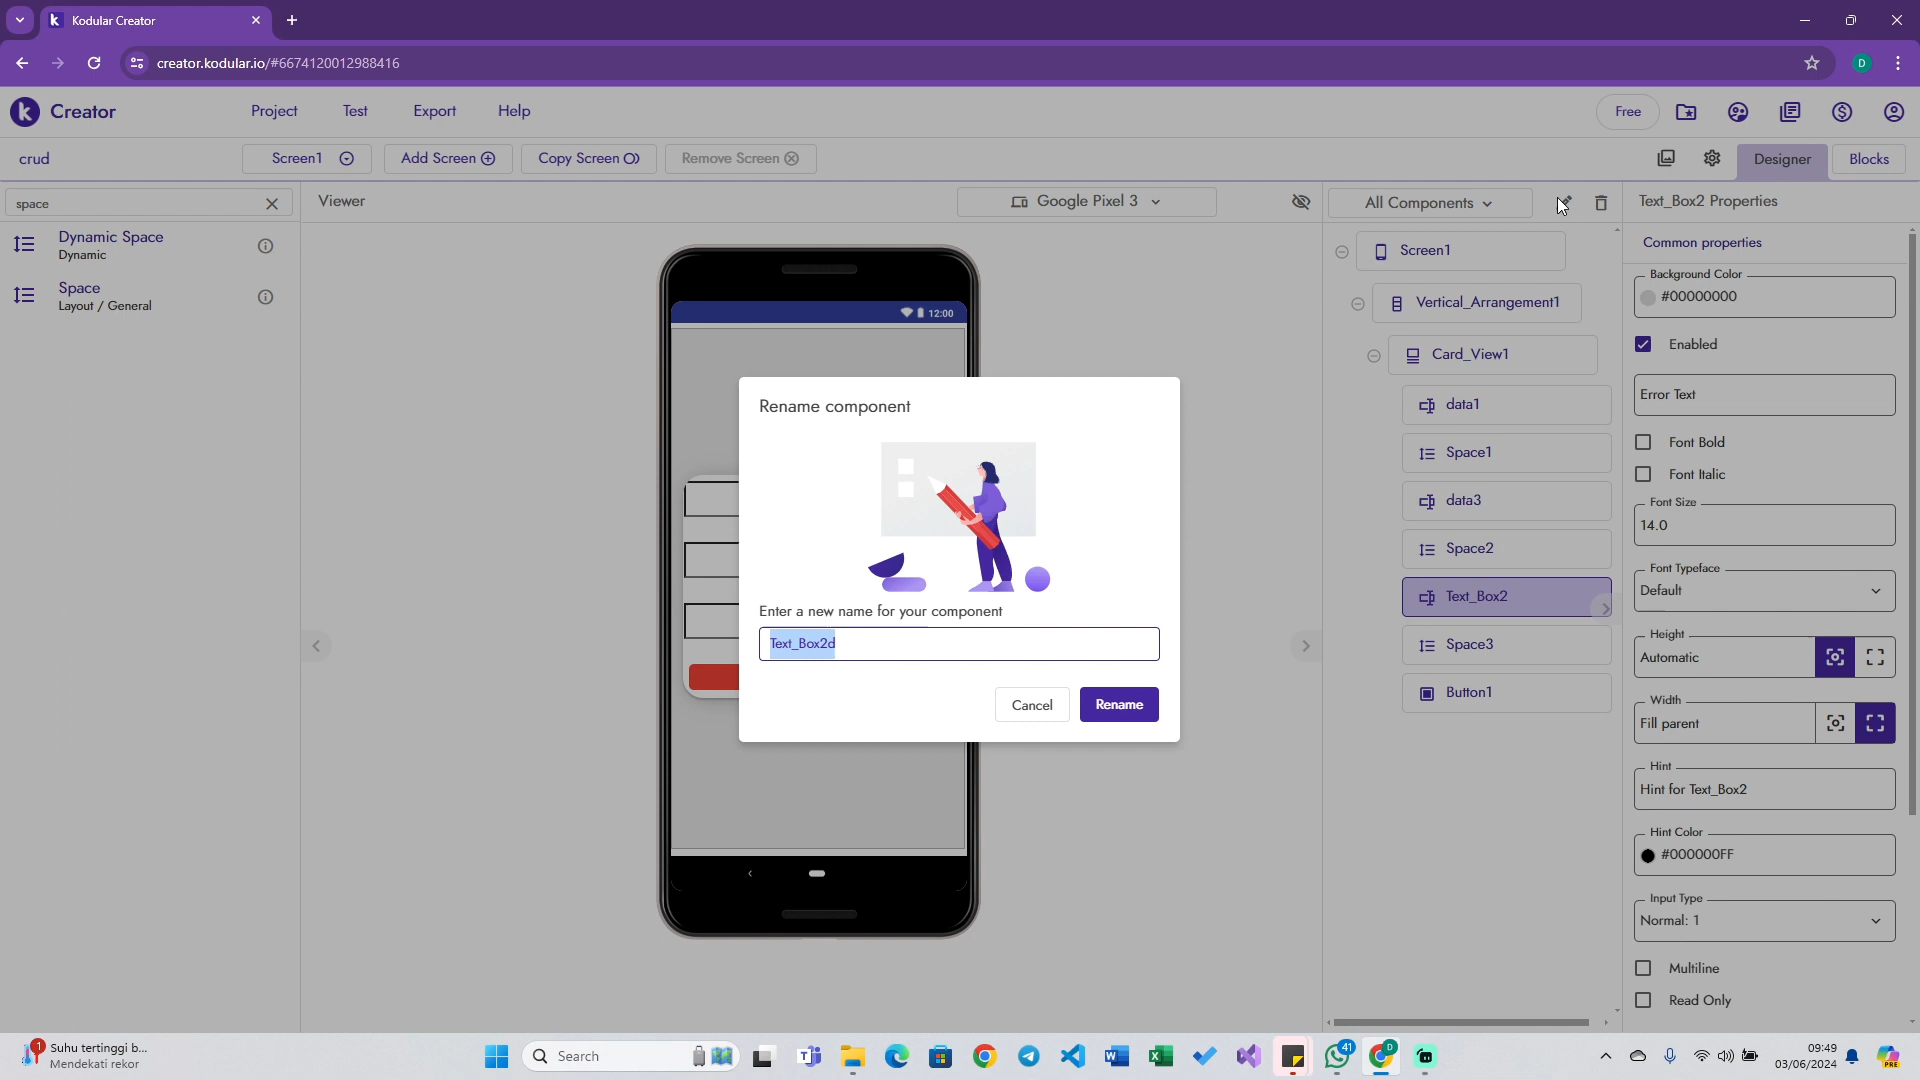 Kodular Creator
creator.kodular.io/#6674120012988416
D
Creator
Project
Test
Export
Help
Free
crud
Screen1
Add Screen
Copy Screen
Remove Screen
Designer
Blocks
space
Viewer
Google Pixel 3
All Components
Text_Box2 Properties
Dynamic Space
Dynamic
Space
Layout / General
12:00
Rename component
Enter a new name for your component
Text_Box2d
Cancel
Rename
Screen1
Vertical_Arrangement1
Card_View1
data1
Space1
data3
Space2
Text_Box2
Space3
Button1
Common properties
Background Color
#00000000
Enabled
Error Text
Font Bold
Font Italic
Font Size
14.0
Font Typeface
Default
Height
Automatic
Width
Fill parent
Hint
Hint for Text_Box2
Hint Color
#000000FF
Input Type
Normal: 1
Multiline
Read Only
1
Suhu tertinggi b...
Mendekati rekor
Search
41
D
09:49
03/06/2024
PRE